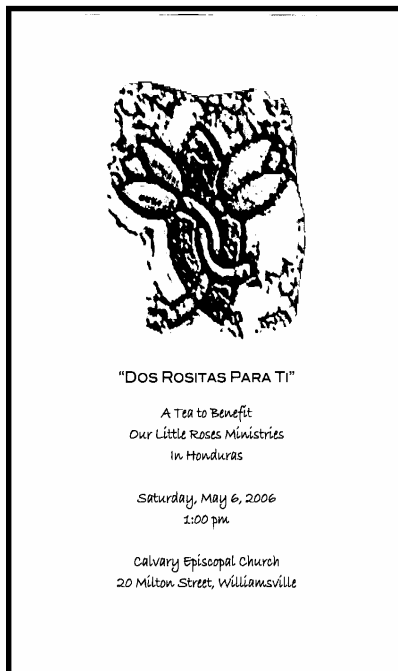 “Dos Rositas Para Ti”
A Tea to Benefit
Our Little Roses Ministries
In Honduras
Saturday, May 6, 2006
1:00 pm
Calvary Episcopal Church
20 Milton Street, Williamsville